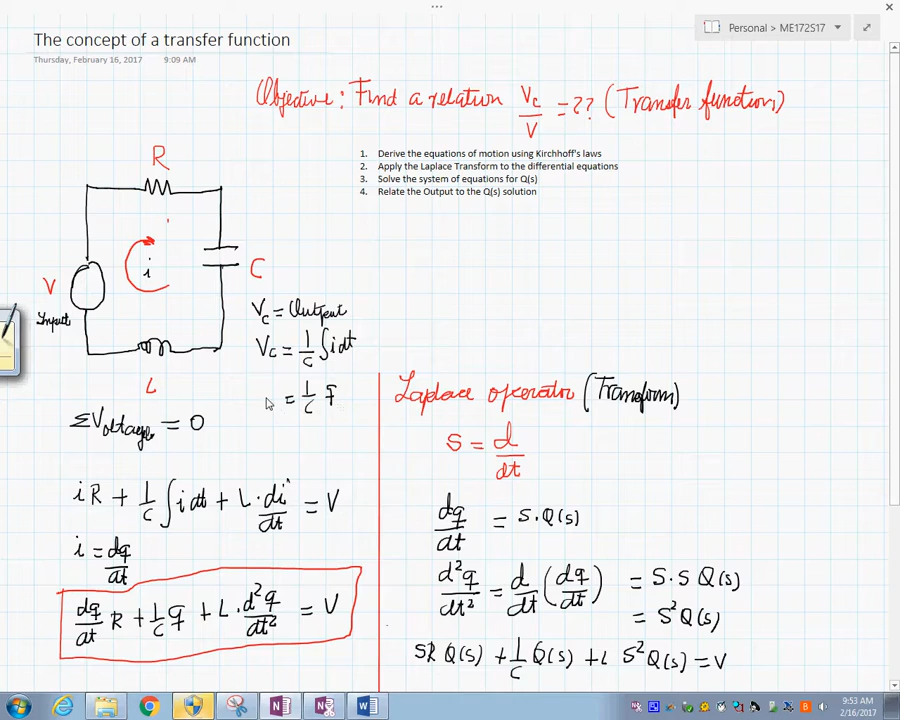 Personal > ME172S17
The concept of a transfer function
Thursday, February 16, 2017 9:09 AM
Objective: Find a relation Vc/V = ?? (Transfer function)
1. Derive the equations of motion using Kirchhoff's laws
2. Apply the Laplace Transform to the differential equations
3. Solve the system of equations for Q(s)
4. Relate the Output to the Q(s) solution
R
i
C
V
Input
L
Vc = Output
Vc = 1/c ∫ i dt
= 1/c q
ΣVoltages = 0
iR + 1/c ∫ i dt + L · di/dt = V
i = dq/dt
dq/dt R + 1/c q + L · d²q/dt² = V
Laplace operator (Transform)
S = d/dt
dq/dt = S·Q(s)
d²q/dt² = d/dt (dq/dt) = S·S Q(s)
= S²Q(s)
SR Q(s) + 1/c Q(s) + L S²Q(s) = V
9:53 AM
2/16/2017